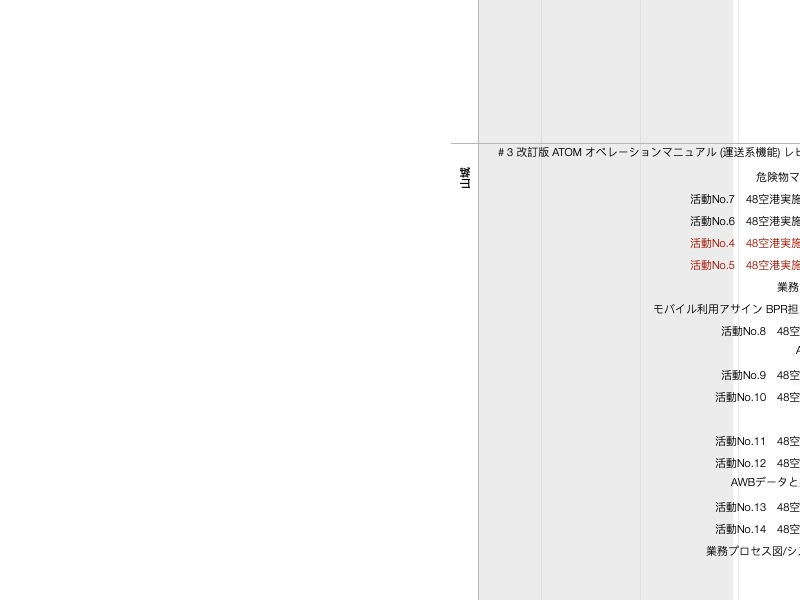 #3 改訂版 ATOM オペレーションマニュアル (運送系機能) レビ
危険物マ
山端
活動No.7 48空港実施
活動No.6 48空港実施
活動No.4 48空港実施
活動No.5 48空港実施
業務
モバイル利用アサイン BPR担
活動No.8 48空
A
活動No.9 48空
活動No.10 48空
活動No.11 48空
活動No.12 48空
AWBデータと
活動No.13 48空
活動No.14 48空
業務プロセス図/シス